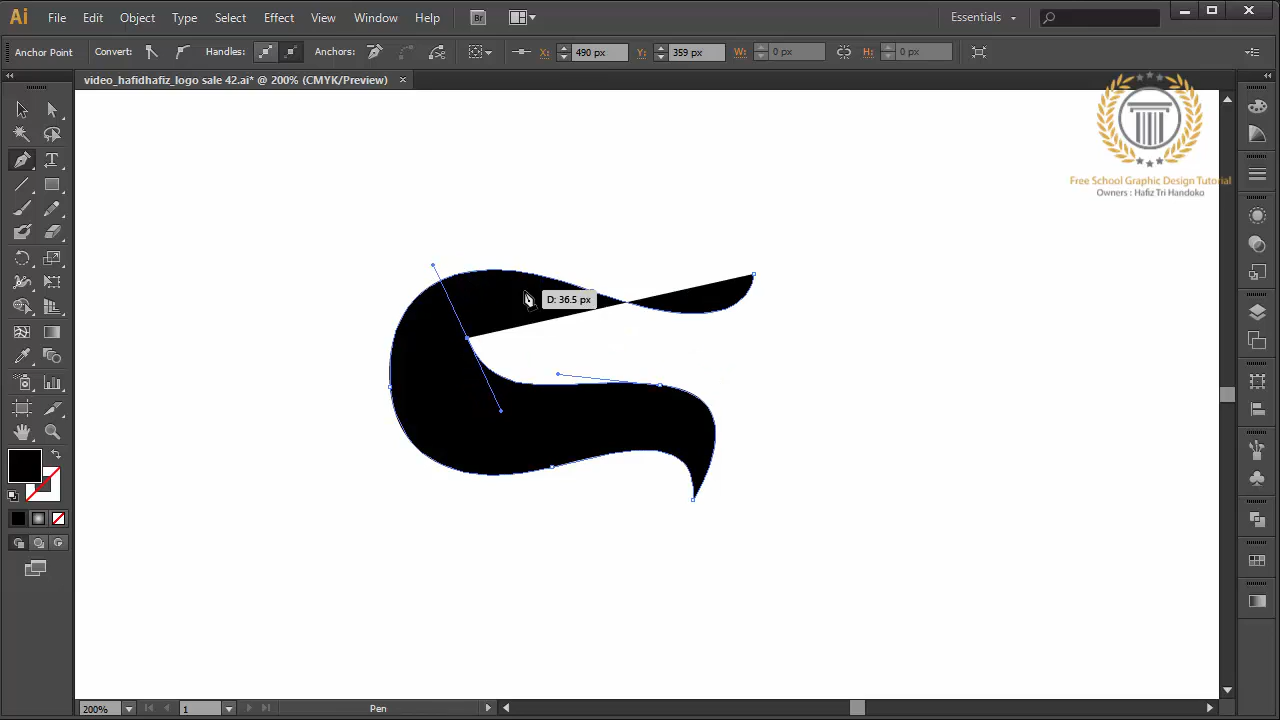 Ai File Edit Object Type Select Effect View Window Help Br Essentials
Anchor Point Convert: Handles: Anchors: X: 490 px Y: 359 px W: 0 px H: 0 px
video_hafidhafiz_logo sale 42.ai* @ 200% (CMYK/Preview) ×
Free School Graphic Design Tutorial
Owners : Hafiz Tri Handoko
D: 36.5 px
200% 1 Pen